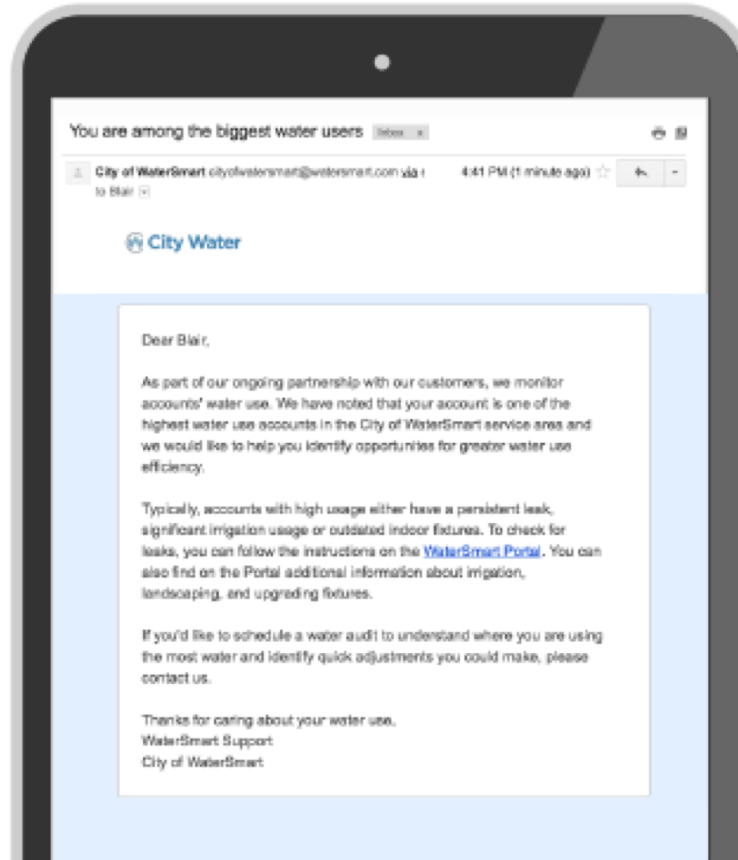 You are among the biggest water users Inbox x
City of WaterSmart cityofwatersmart@watersmart.com via 4:41 PM (1 minute ago)
to Blair
City Water
Dear Blair,
As part of our ongoing partnership with our customers, we monitor
accounts' water use. We have noted that your account is one of the
highest water use accounts in the City of WaterSmart service area and
we would like to help you identify opportunities for greater water use
efficiency.
Typically, accounts with high usage either have a persistent leak,
significant irrigation usage or outdated indoor fixtures. To check for
leaks, you can follow the instructions on the WaterSmart Portal. You can
also find on the Portal additional information about irrigation,
landscaping, and upgrading fixtures.
If you'd like to schedule a water audit to understand where you are using
the most water and identify quick adjustments you could make, please
contact us.
Thanks for caring about your water use.
WaterSmart Support
City of WaterSmart